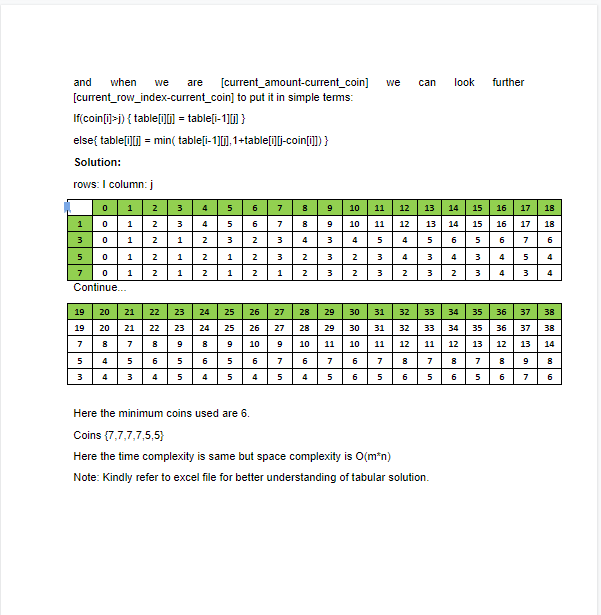 and when we are [current_amount-current_coin] we can look further
[current_row_index-current_coin] to put it in simple terms:
If(coin[i]>j) { table[i][j] = table[i-1][j] }
else{ table[i][j] = min( table[i-1][j],1+table[i][j-coin[i]]) }
Solution:
rows: I column: j
0 1 2 3 4 5 6 7 8 9 10 11 12 13 14 15 16 17 18
1 0 1 2 3 4 5 6 7 8 9 10 11 12 13 14 15 16 17 18
3 0 1 2 1 2 3 2 3 4 3 4 5 4 5 6 5 6 7 6
5 0 1 2 1 2 1 2 3 2 3 2 3 4 3 4 3 4 5 4
7 0 1 2 1 2 1 2 1 2 3 2 3 2 3 2 3 4 3 4
Continue...
19 20 21 22 23 24 25 26 27 28 29 30 31 32 33 34 35 36 37 38
19 20 21 22 23 24 25 26 27 28 29 30 31 32 33 34 35 36 37 38
7 8 7 8 9 8 9 10 9 10 11 10 11 12 11 12 13 12 13 14
5 4 5 6 5 6 5 6 7 6 7 6 7 8 7 8 7 8 9 8
3 4 3 4 5 4 5 4 5 4 5 6 5 6 5 6 5 6 7 6
Here the minimum coins used are 6.
Coins {7,7,7,7,5,5}
Here the time complexity is same but space complexity is O(m*n)
Note: Kindly refer to excel file for better understanding of tabular solution.